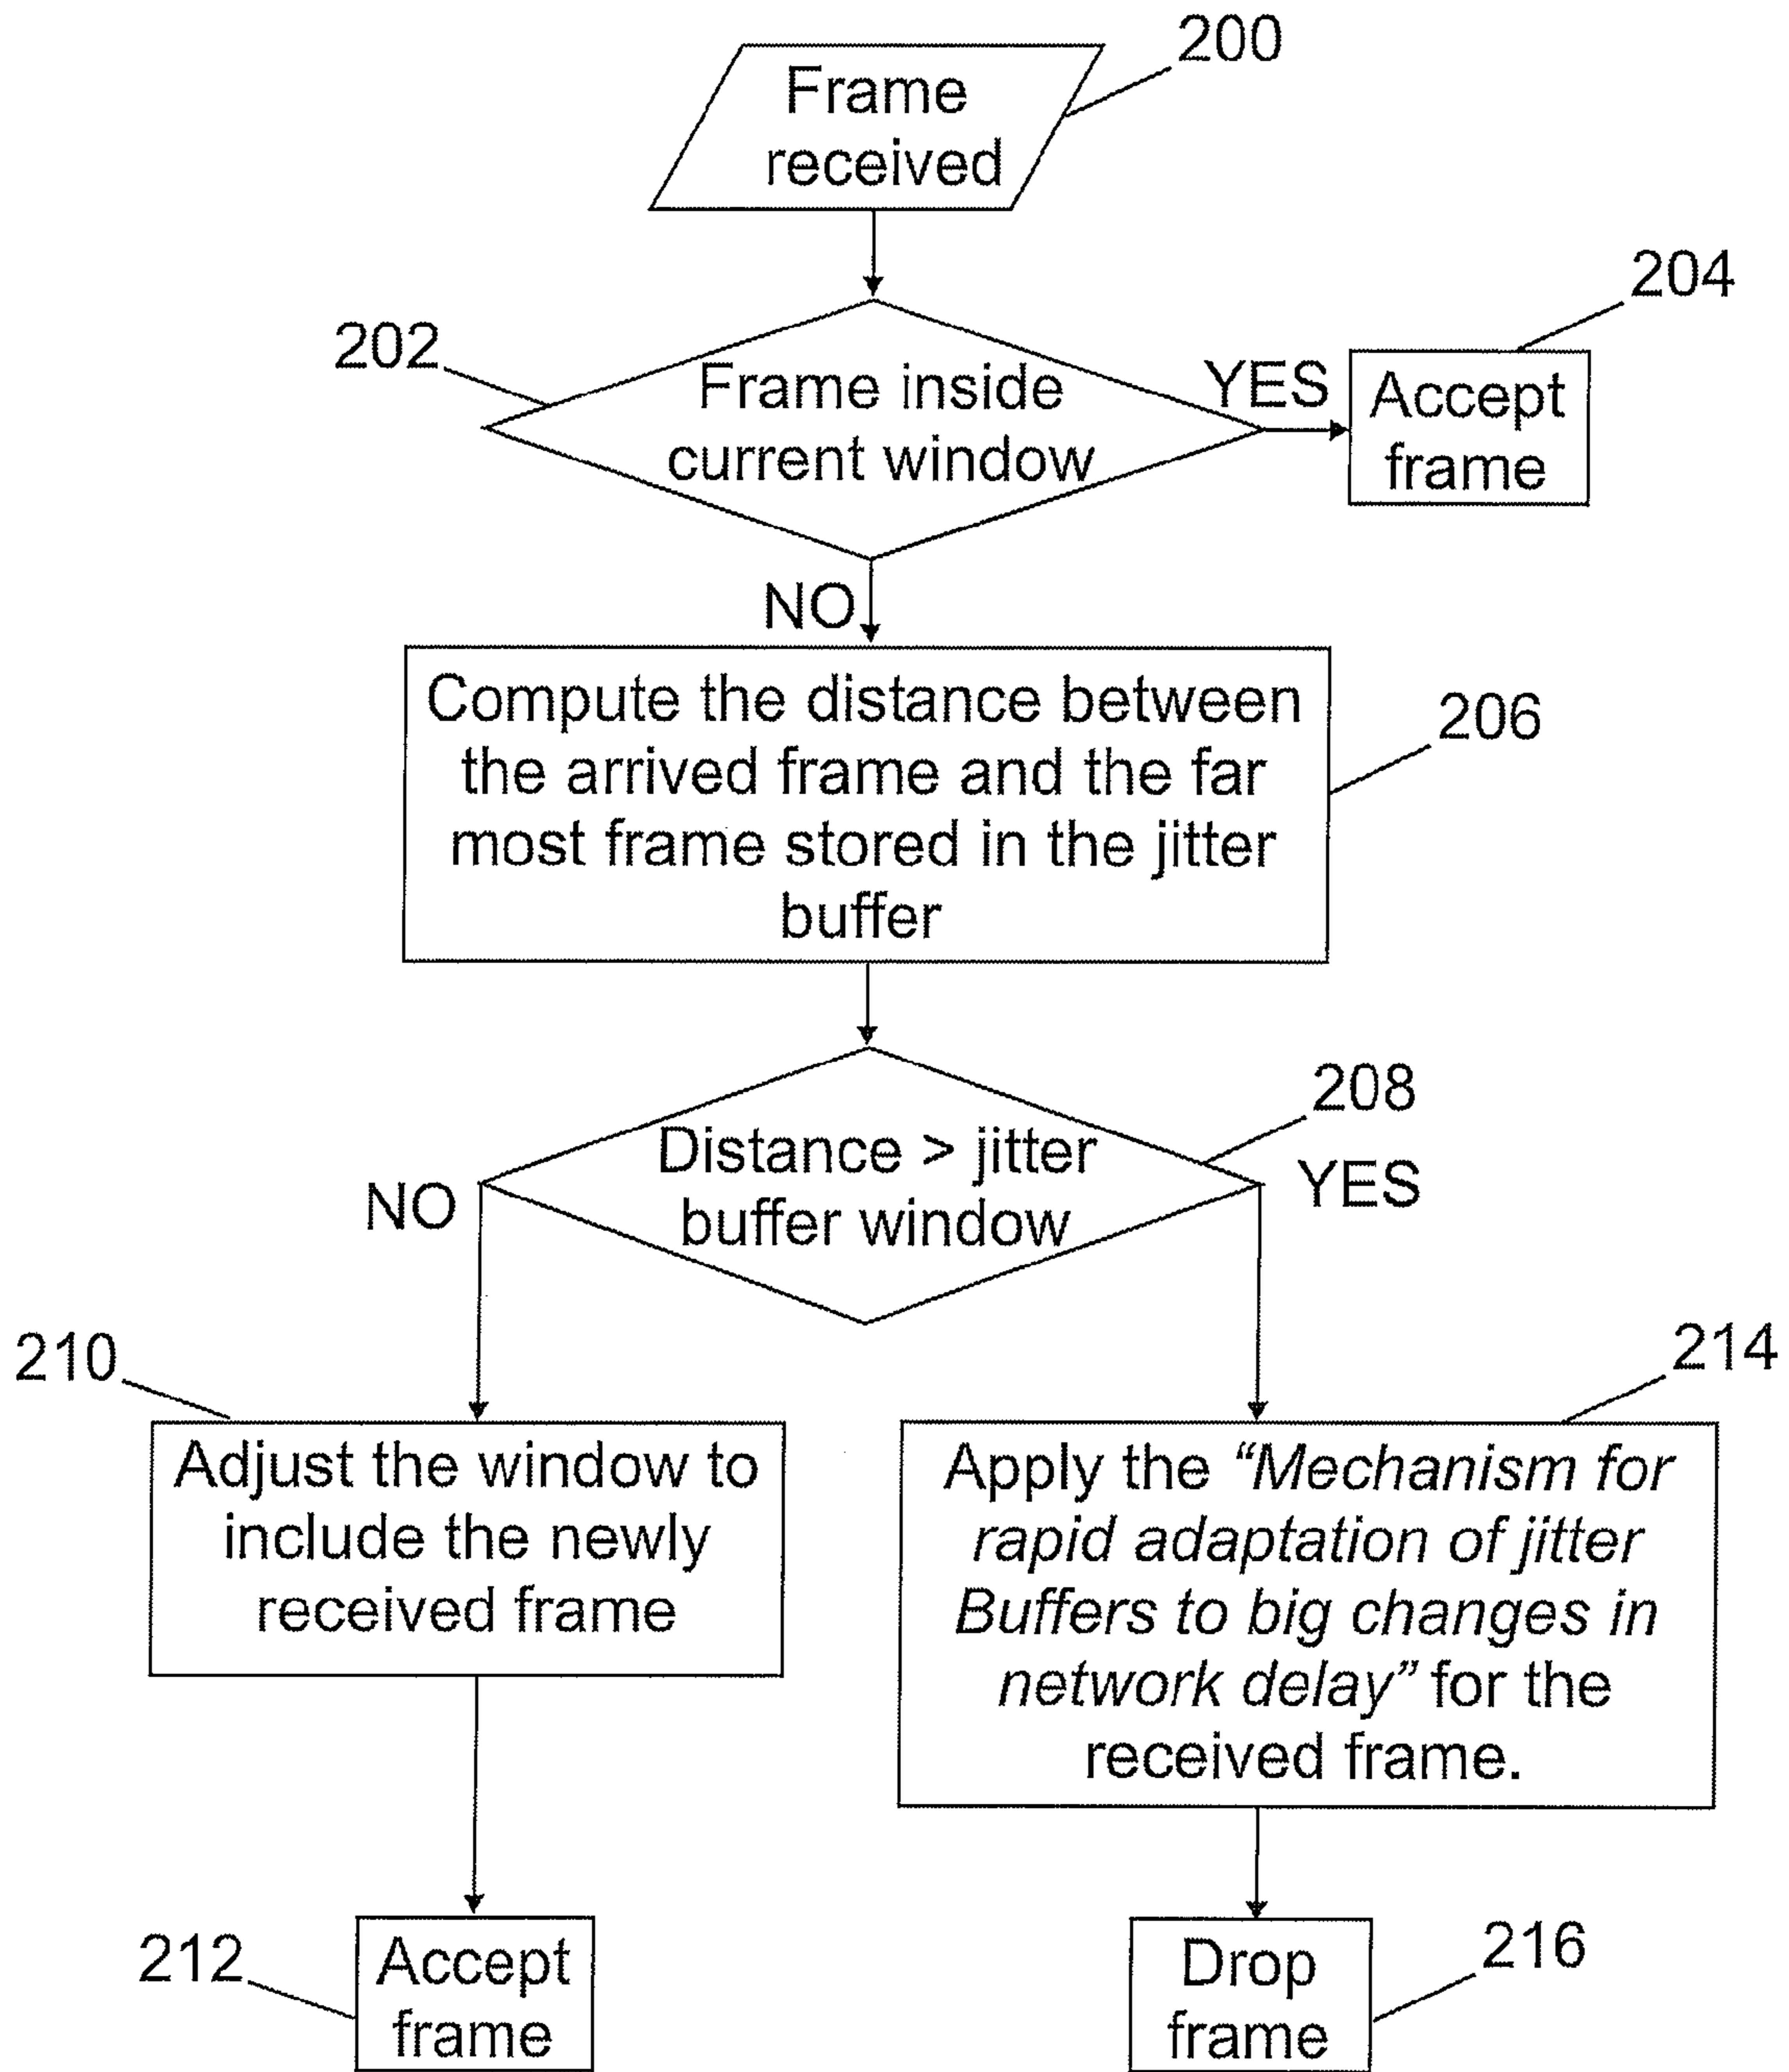 200
Frame
received
204
202
Frame inside
current window
YES
Accept
frame
NO
Compute the distance between
the arrived frame and the far
most frame stored in the jitter
buffer
206
208
Distance > jitter
buffer window
NO
YES
210
214
Adjust the window to
include the newly
received frame
Apply the “Mechanism for
rapid adaptation of jitter
Buffers to big changes in
network delay” for the
received frame.
212
Accept
frame
Drop
frame
216